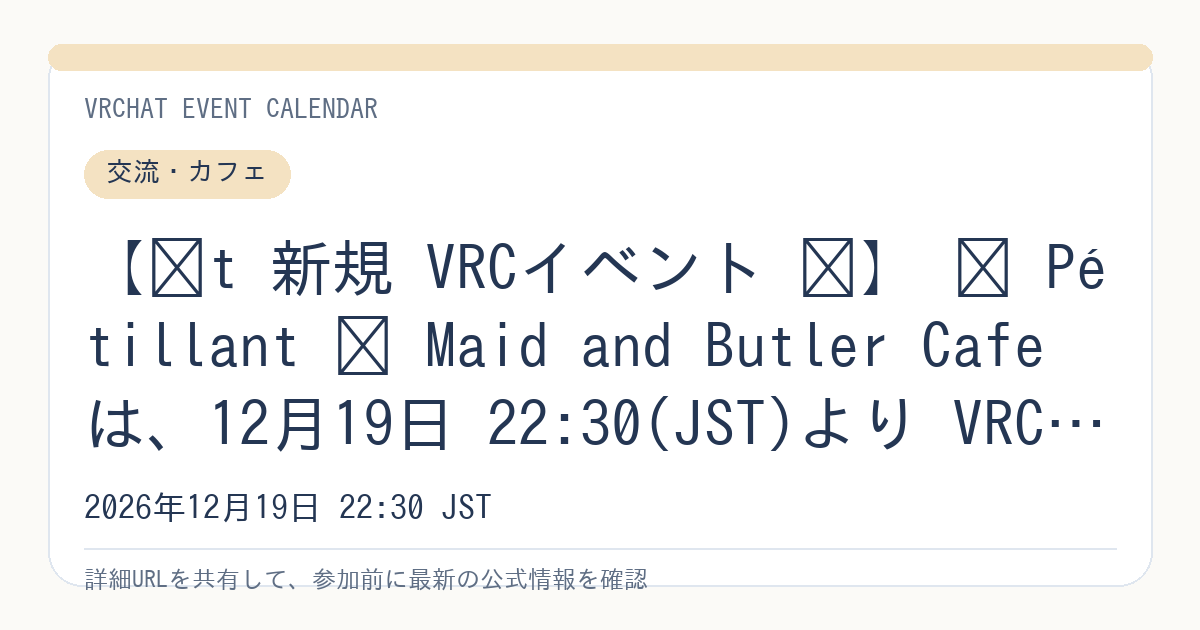 VRCHAT EVENT CALENDAR
交流・カフェ
【t 新規 VRCイベント 】 Pé
tillant Maid and Butler Cafe
は、12月19日 22:30(JST)より VRC…
2026年12月19日 22:30 JST
詳細URLを共有して、参加前に最新の公式情報を確認